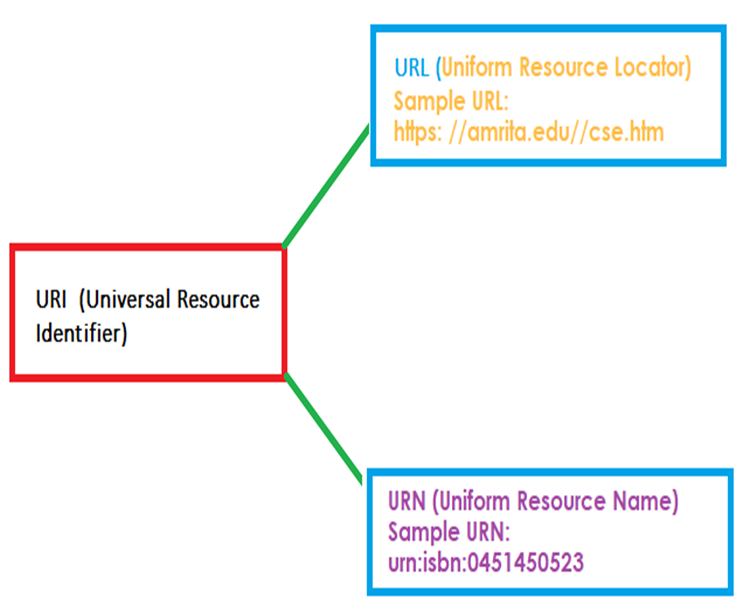 URL (Uniform Resource Locator)
Sample URL:
https: //amrita.edu//cse.htm
URI (Universal Resource
Identifier)
URN (Uniform Resource Name)
Sample URN:
urn:isbn:0451450523